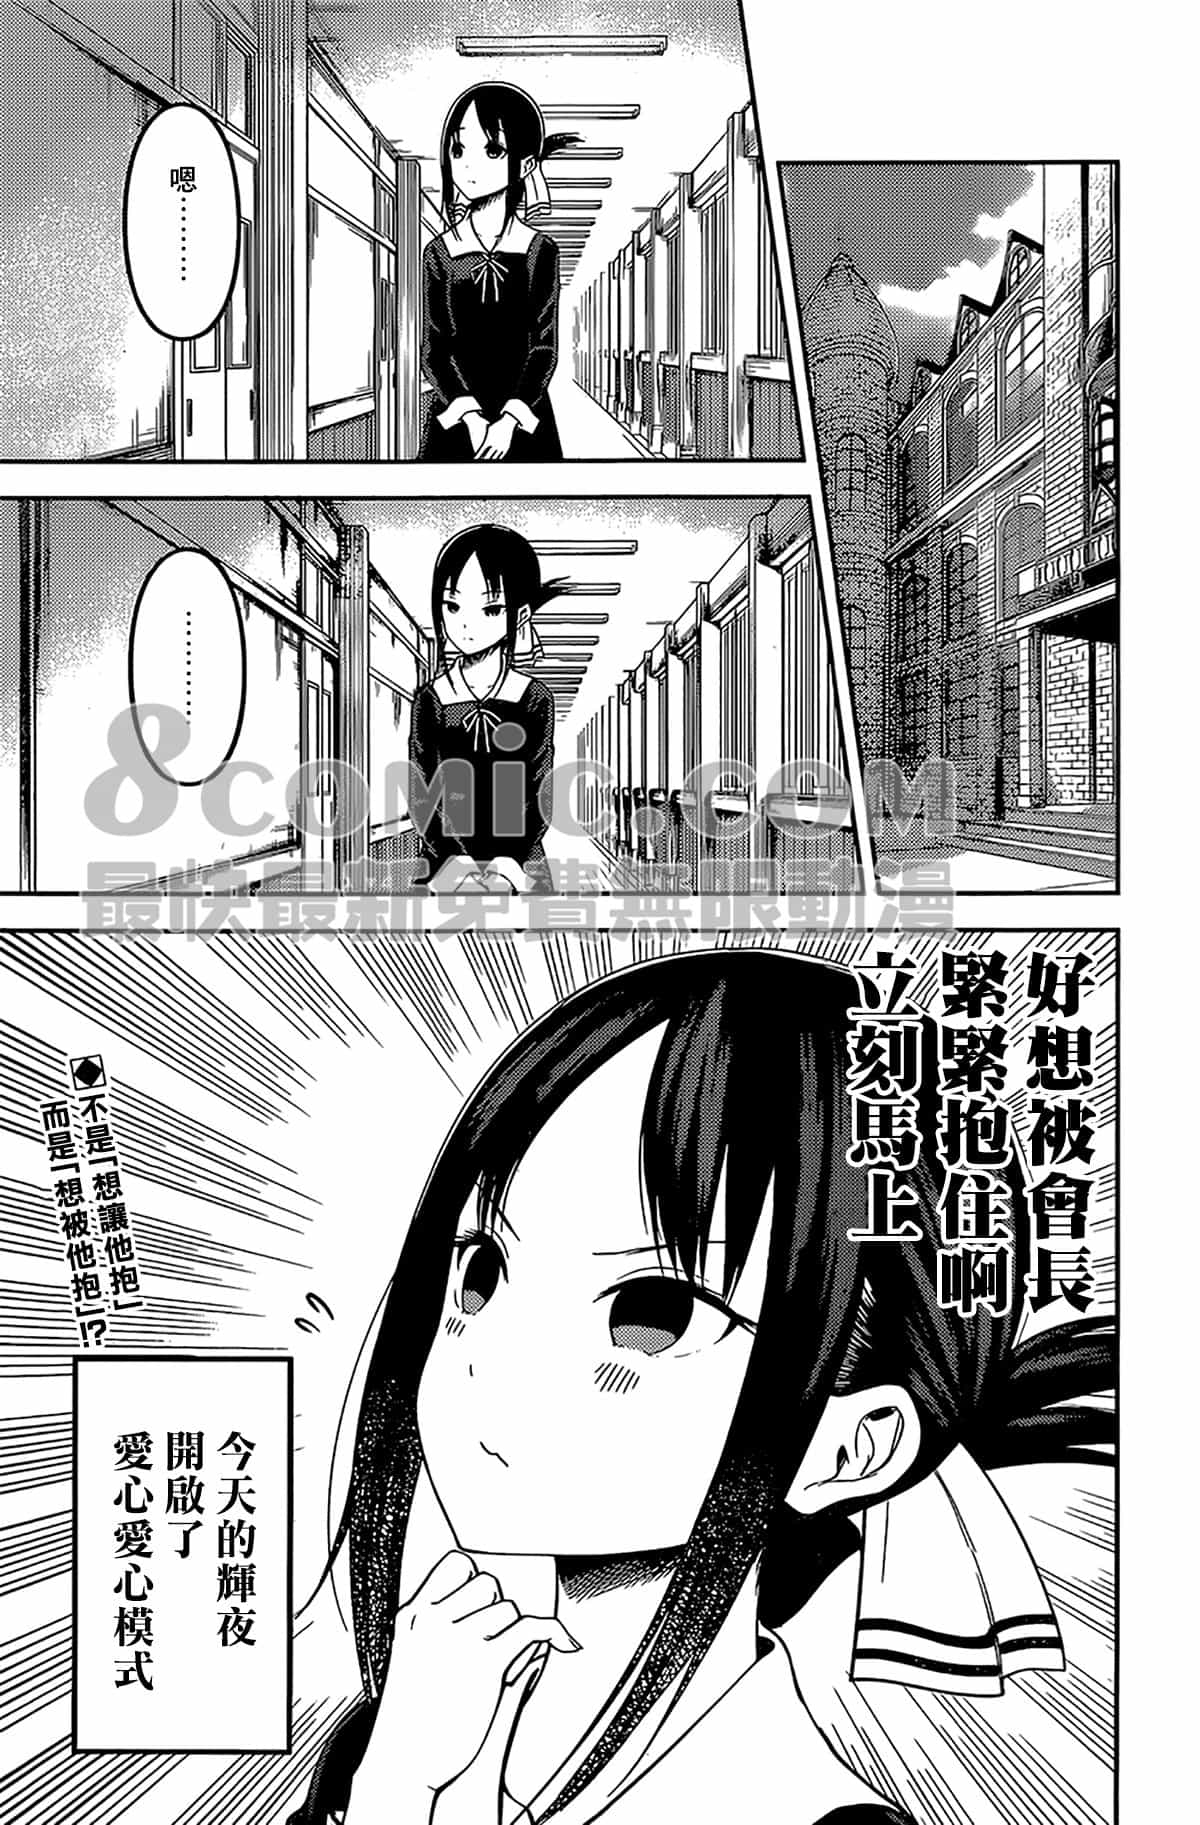 嗯………
………
8comic.com
最快最新免費無限動漫
好想被會長
緊緊抱住啊
立刻馬上
◆不是「想讓他抱」
而是「想被他抱」!?
今天的輝夜
開啟了
愛心愛心模式